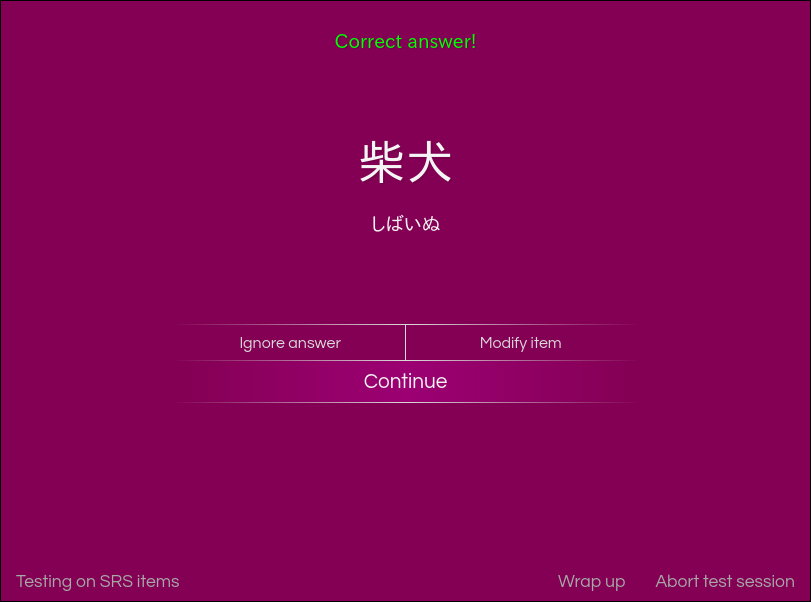 Correct answer!
柴犬
しばいぬ
Ignore answer
Modify item
Continue
Testing on SRS items
Wrap up
Abort test session